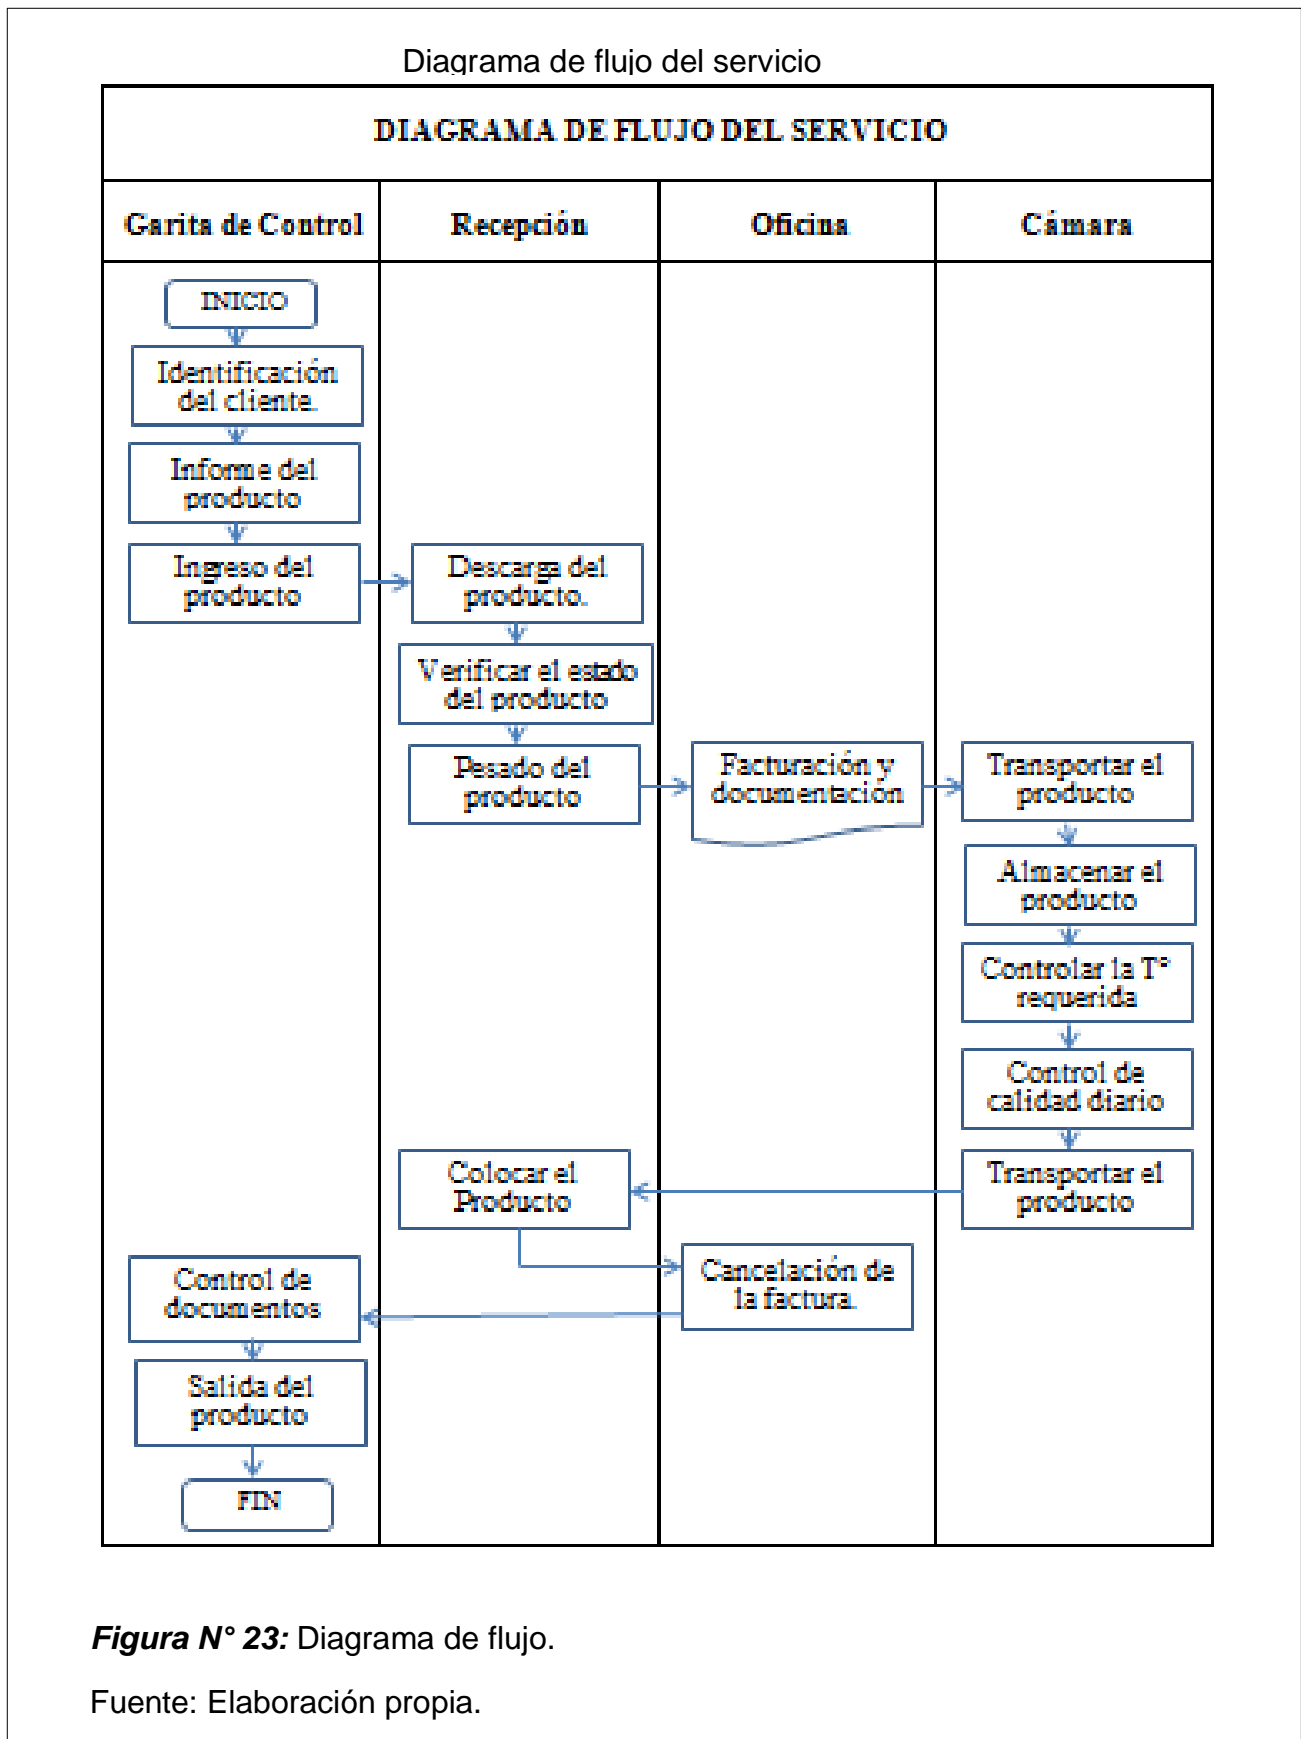 Diagrama de flujo del servicio
DIAGRAMA DE FLUJO DEL SERVICIO
Garita de Control
Recepción
Oficina
Cámara
INICIO
Identificación
del cliente.
Informe del
producto
Ingreso del
producto
Descarga del
producto.
Verificar el estado
del producto
Pesado del
producto
Facturación y
documentación
Transportar el
producto
Almacenar el
producto
Controlar la T°
requerida
Control de
calidad diario
Transportar el
producto
Colocar el
Producto
Cancelación de
la factura.
Control de
documentos
Salida del
producto
FIN
Figura N° 23: Diagrama de flujo.
Fuente: Elaboración propia.